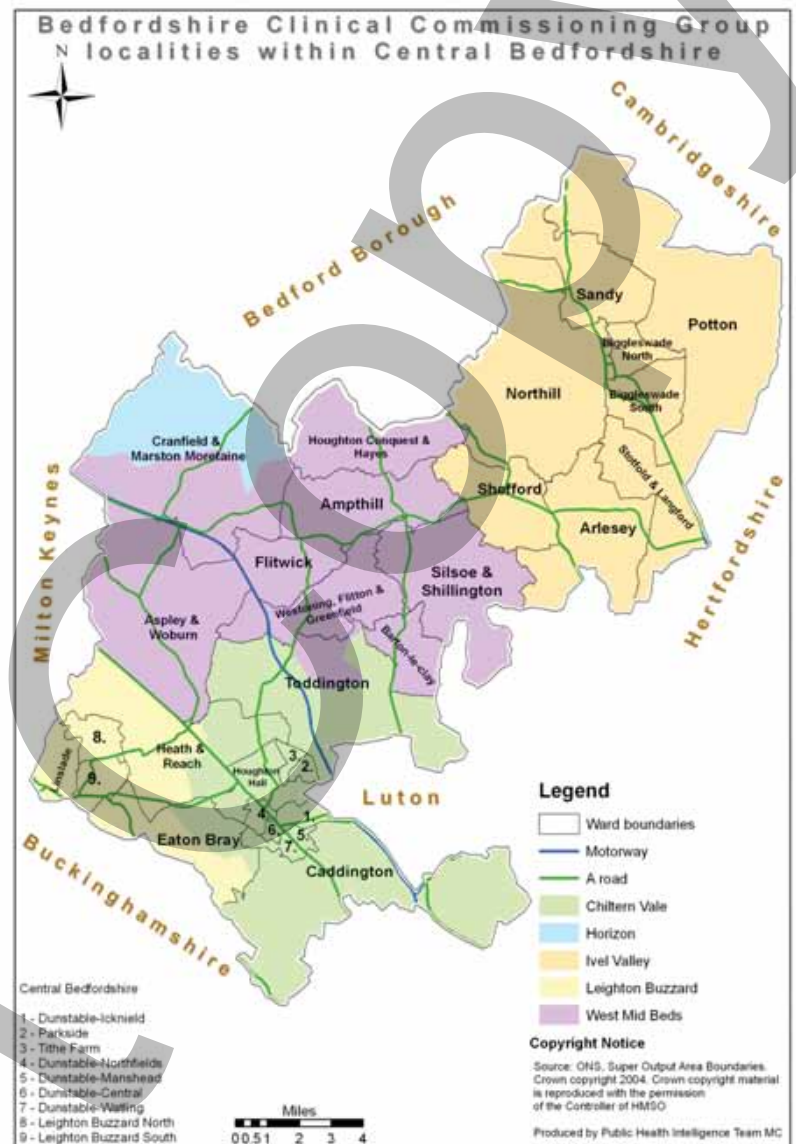 Bedfordshire Clinical Commissioning Group
localities within Central Bedfordshire
N
Cambridgeshire
Bedford Borough
Sandy
Potton
Biggleswade
North
Northill
Biggleswade
South
Cranfield &
Marston Moretaine
Houghton Conquest &
Hayes
Stotfold & Langford
Milton Keynes
Shefford
Ampthill
Arlesey
Hertfordshire
Flitwick
Silsoe &
Shillington
Westoning, Flitton &
Greenfield
Aspley &
Woburn
Barton-le-clay
Toddington
8.
Heath &
Reach
3.
2.
Linslade
9.
Houghton
Hall
Luton
4.
1.
6.
5.
7.
Eaton Bray
Caddington
Buckinghamshire
Legend
Ward boundaries
Motorway
A road
Chiltern Vale
Horizon
Ivel Valley
Leighton Buzzard
West Mid Beds
Central Bedfordshire
1 - Dunstable-Icknield
2 - Parkside
3 - Tithe Farm
4 - Dunstable-Northfields
5 - Dunstable-Manshead
6 - Dunstable-Central
7 - Dunstable-Watling
8 - Leighton Buzzard North
9 - Leighton Buzzard South
Miles
0 0.5 1 2 3 4
Copyright Notice
Source: ONS, Super Output Area Boundaries.
Crown copyright 2004. Crown copyright material
is reproduced with the permission
of the Controller of HMSO
Produced by Public Health Intelligence Team MC
Copy